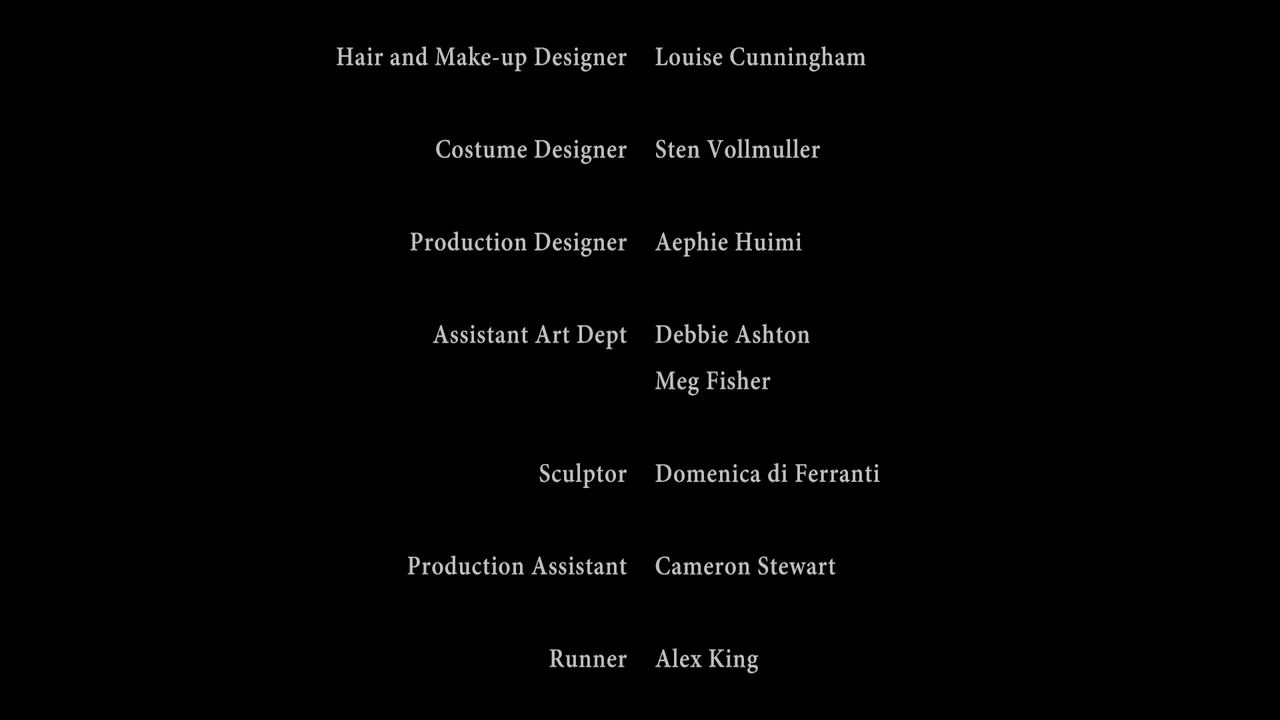 Hair and Make-up Designer Louise Cunningham
Costume Designer Sten Vollmuller
Production Designer Aephie Huimi
Assistant Art Dept Debbie Ashton
Meg Fisher
Sculptor Domenica di Ferranti
Production Assistant Cameron Stewart
Runner Alex King